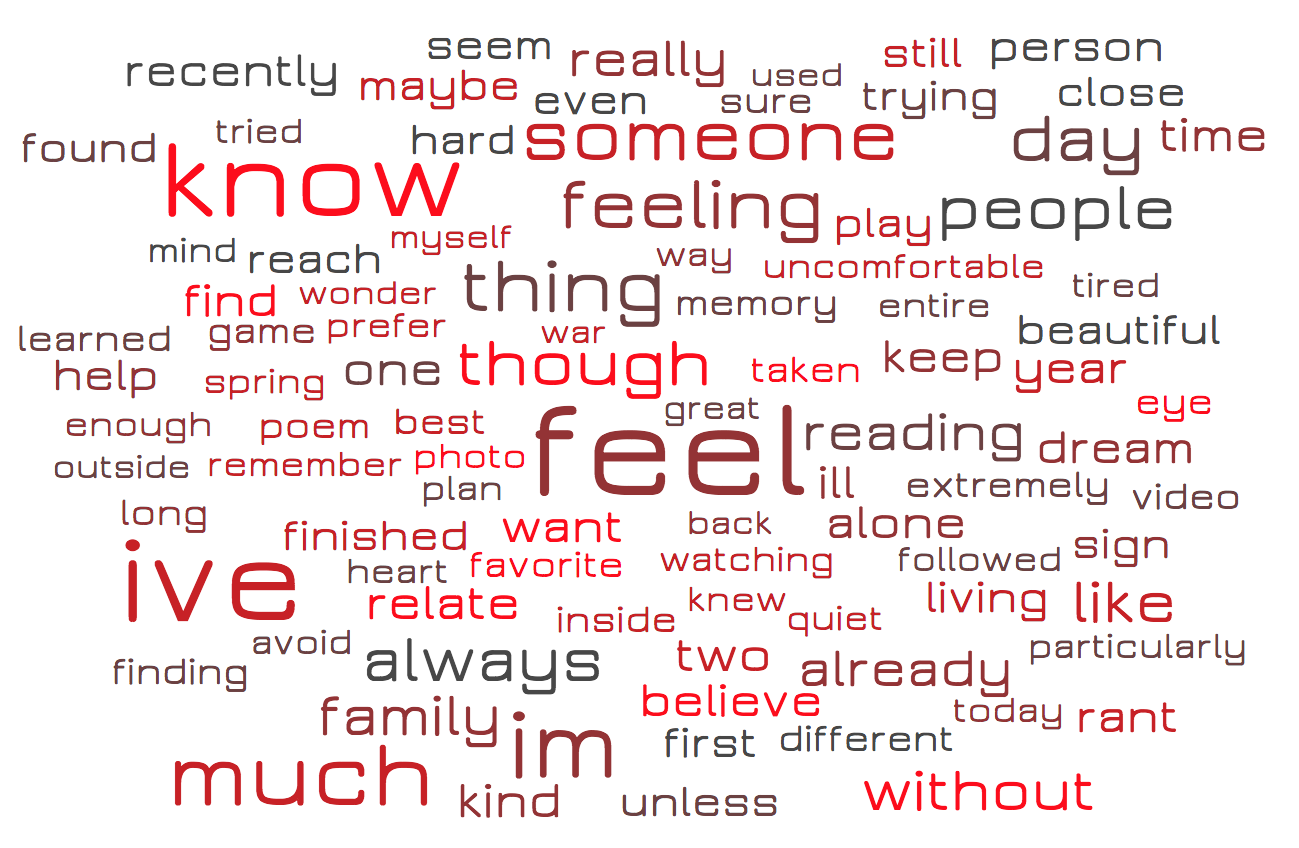 seem really still person
recently maybe used
even sure trying close
found tried hard someone day time
know
feeling play people
mind reach myself way uncomfortable
thing tired
find wonder memory entire
learned game prefer war beautiful
help spring one though taken keep year
eye
enough poem best feel great reading dream
outside remember photo ill extremely video
plan
long finished want back alone
ive heart favorite watching followed sign
relate inside knew quiet living like
avoid always two already particularly
finding believe
family im first different today rant
much kind unless without